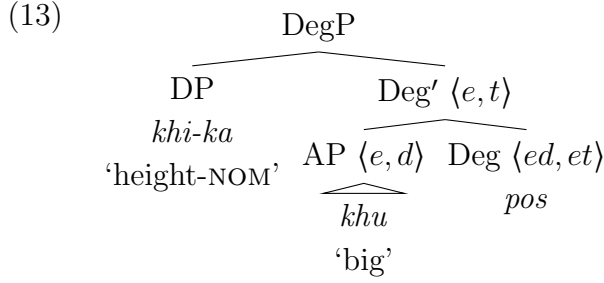 (13) DegP
DP Deg′ ⟨e, t⟩
khi-ka
AP ⟨e, d⟩ Deg ⟨ed, et⟩
‘height-NOM’
khu pos
‘big’